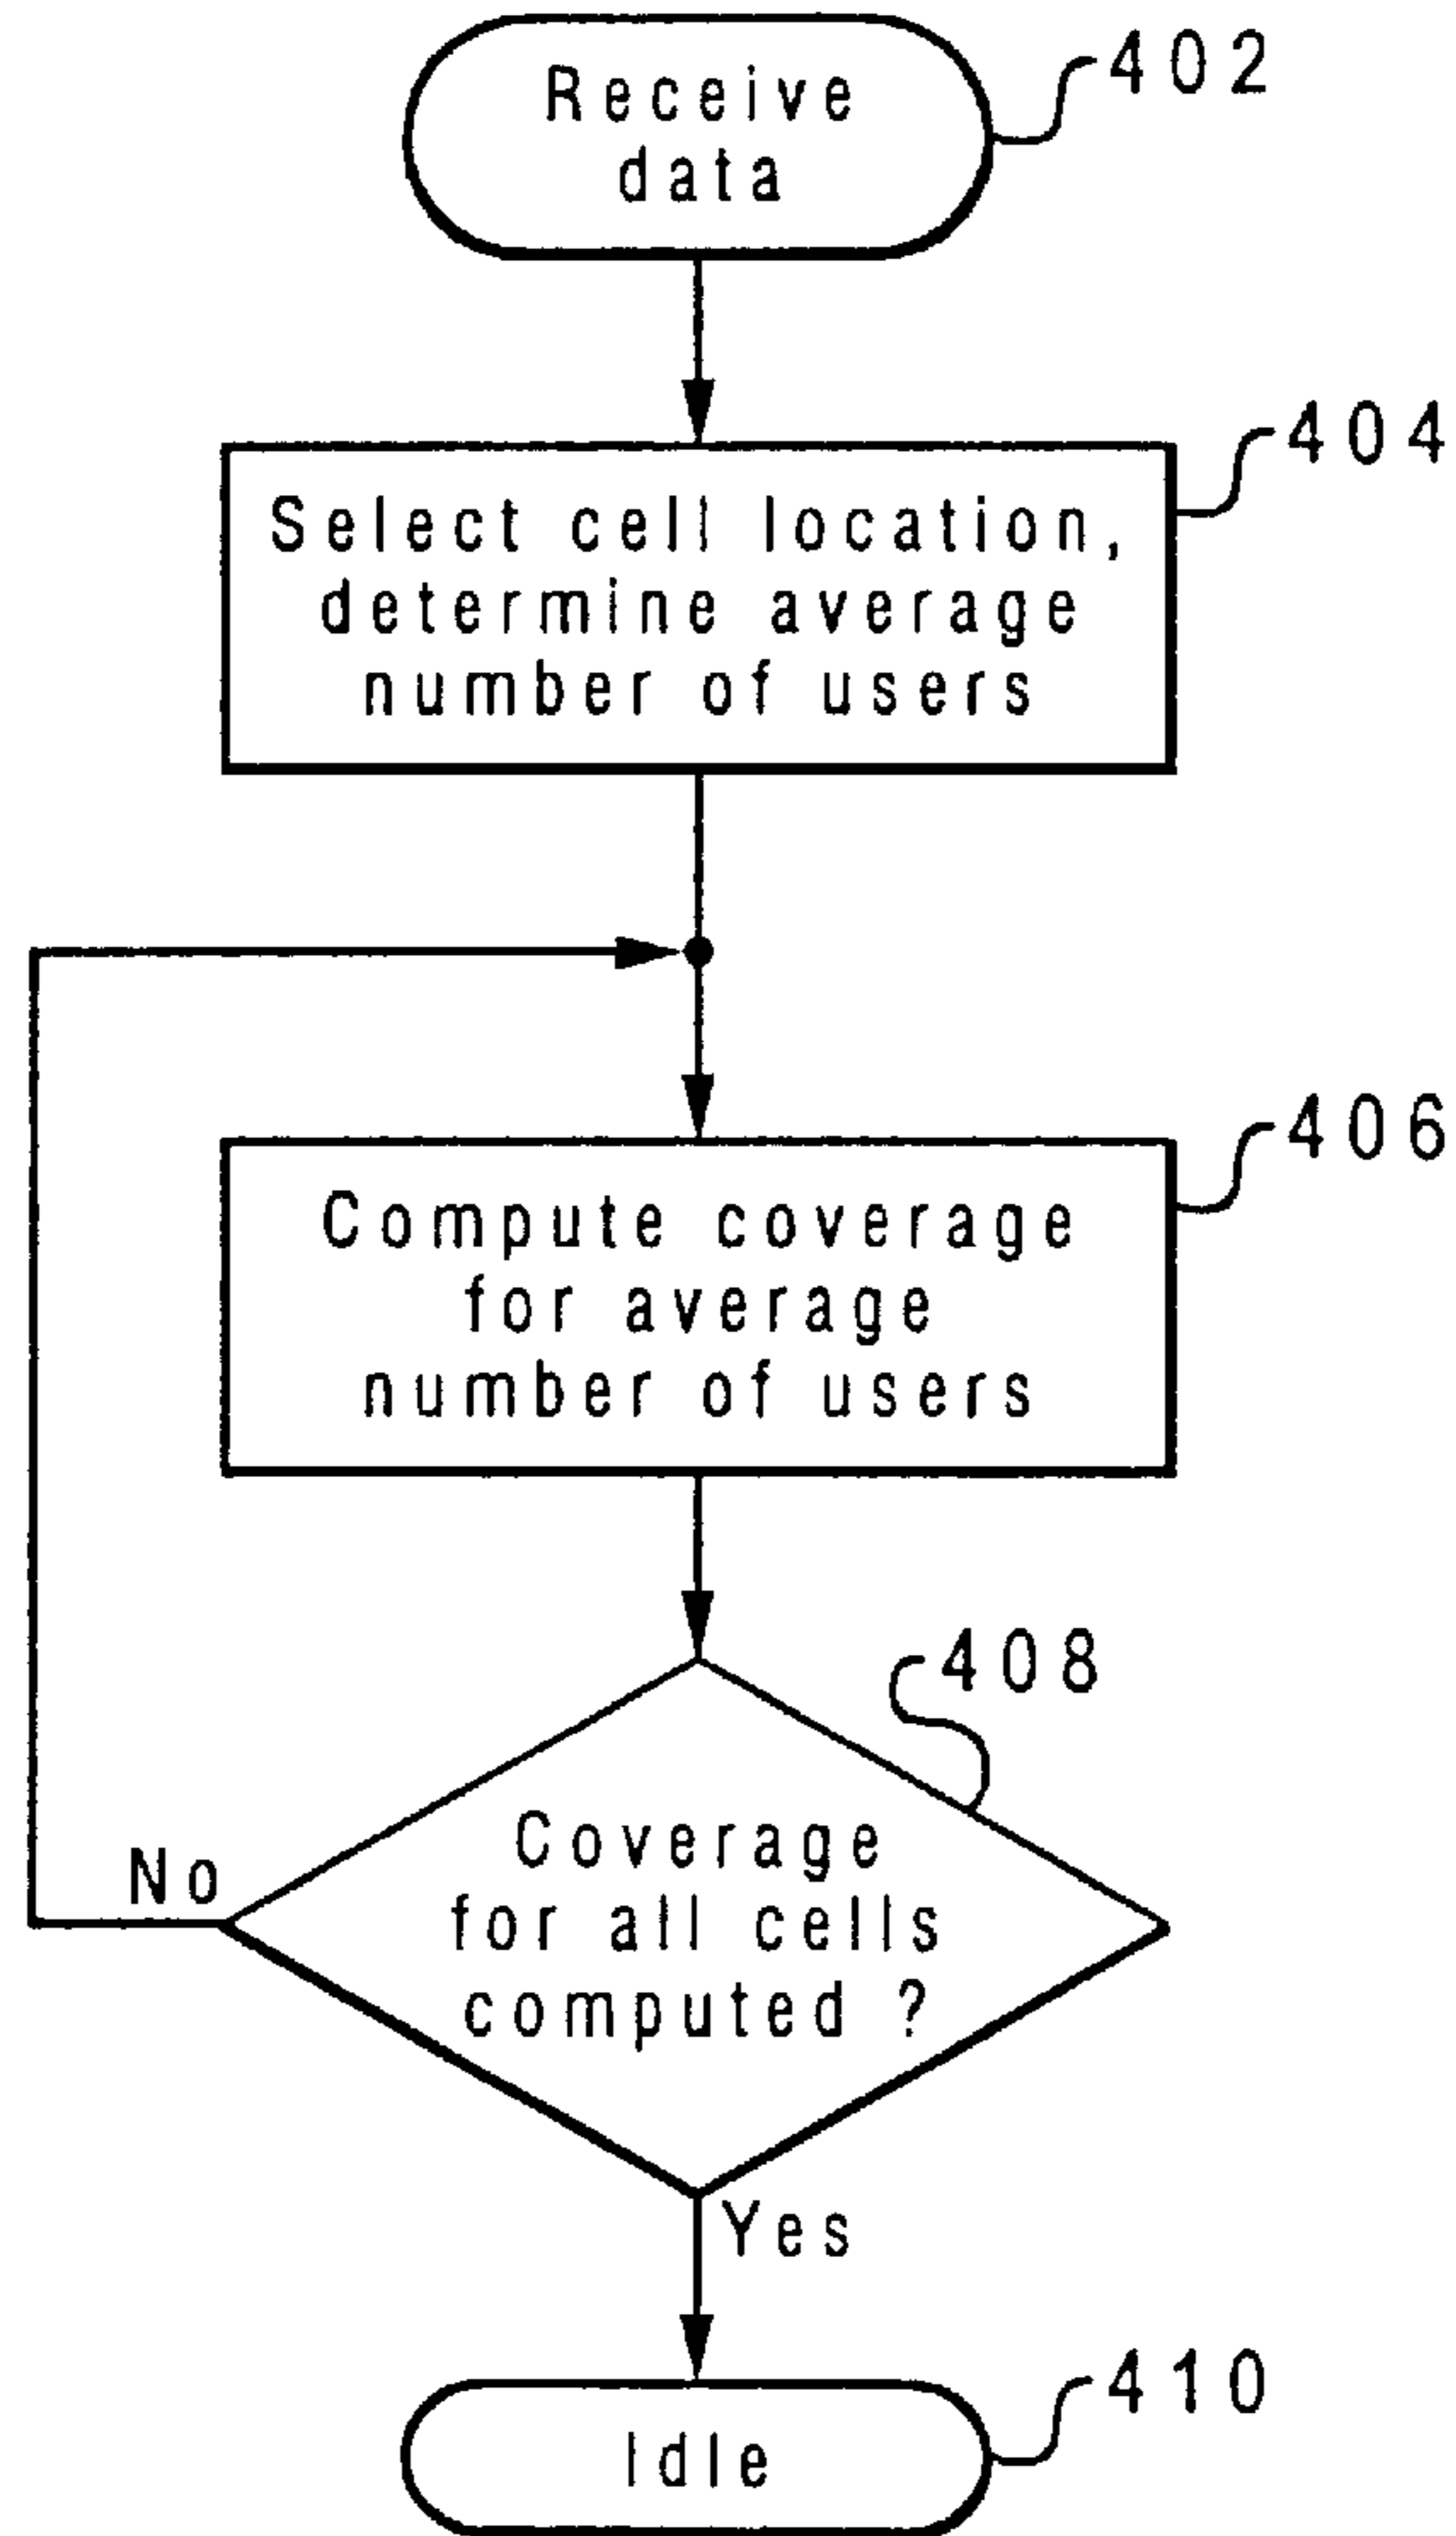 Receive
data
402
Select cell location,
determine average
number of users
404
Compute coverage
for average
number of users
406
408
Coverage
for all cells
computed ?
No
Yes
Idle
410